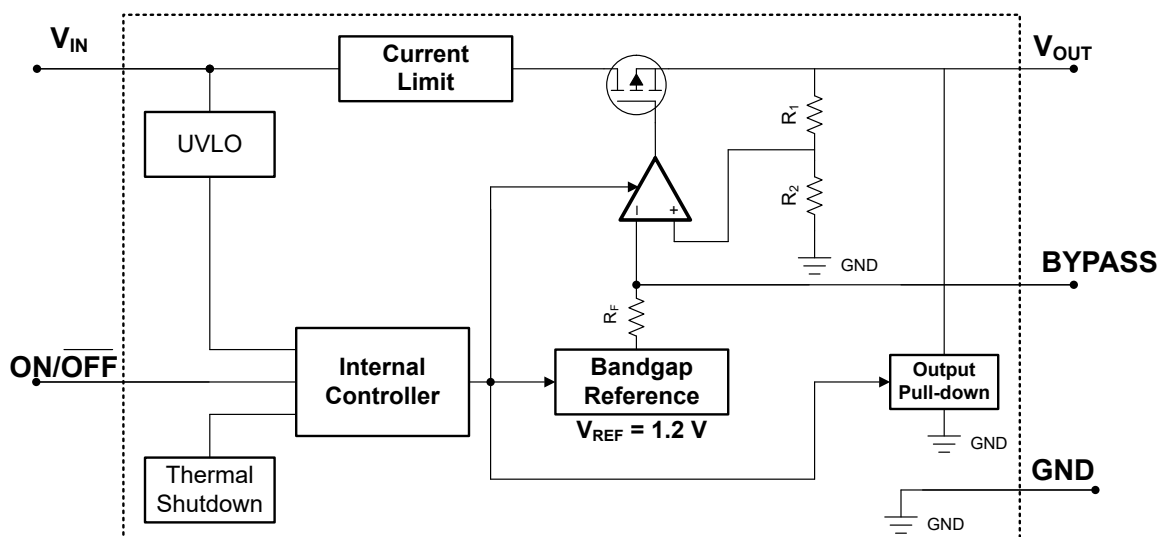 VIN
Current
Limit
VOUT
UVLO
R1
R2
− +
GND
BYPASS
RF
ON/OFF
Internal
Controller
Bandgap
Reference
VREF = 1.2 V
Output
Pull-down
GND
Thermal
Shutdown
GND
GND